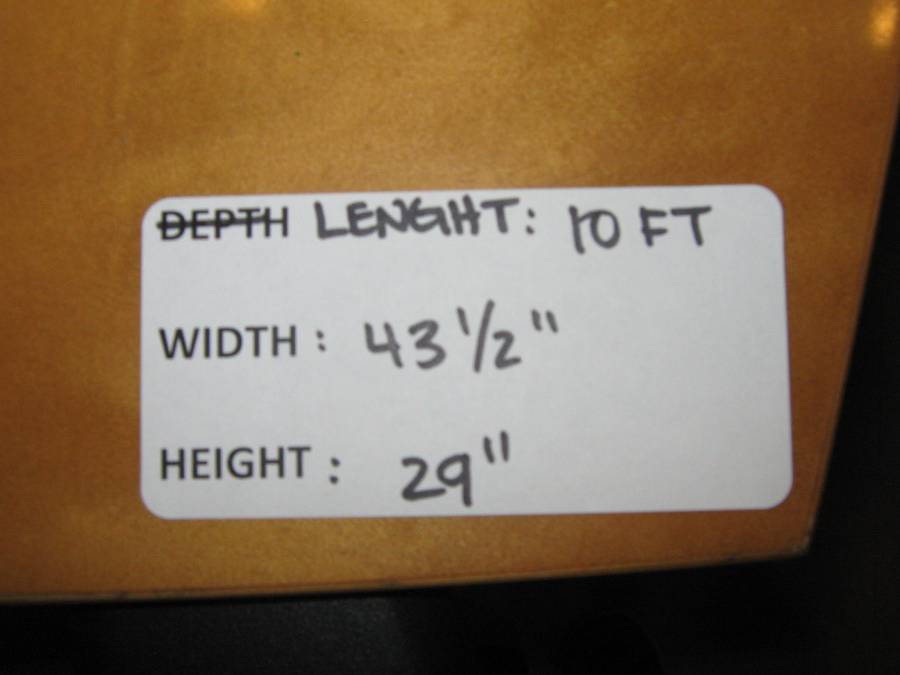 DEPTH LENGHT: 10 FT
WIDTH : 43 1/2"
HEIGHT : 29"